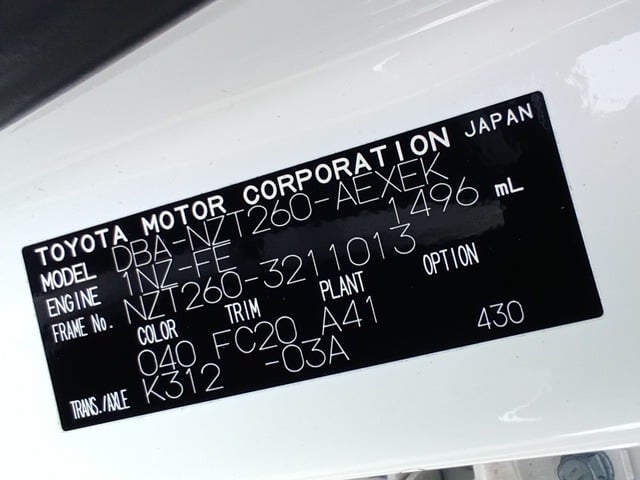 TOYOTA MOTOR CORPORATION JAPAN
MODEL DBA-NZT260-AEXEK
ENGINE 1NZ-FE 1496 mL
FRAME No. NZT260-3211013
COLOR TRIM PLANT OPTION
040 FC20 A41 430
TRANS./AXLE K312 -03A